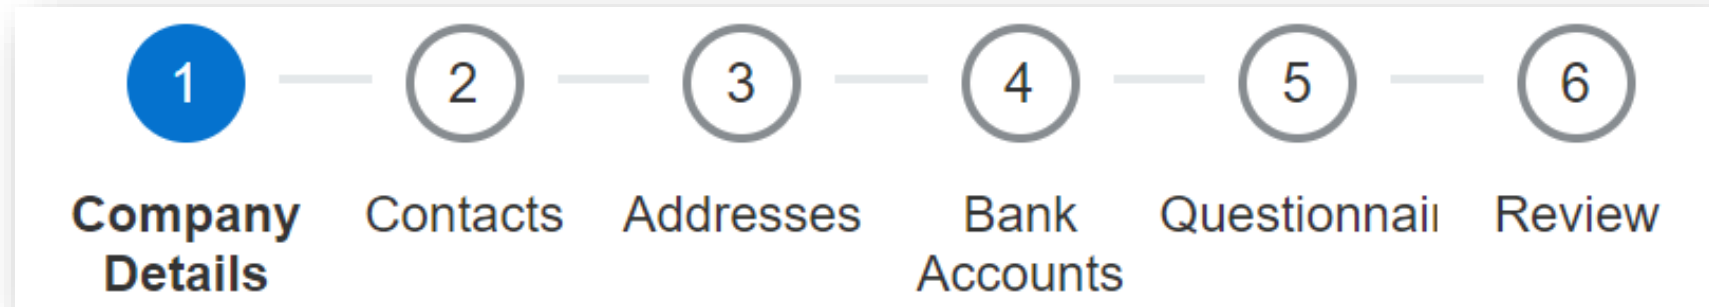 1 2 3 4 5 6
Company Contacts Addresses Bank Questionnai Review
Details Accounts